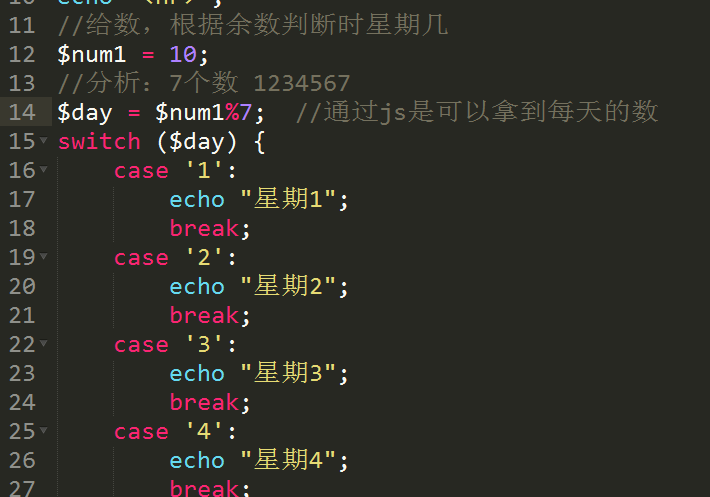 11 //给数，根据余数判断时星期几
12 $num1 = 10;
13 //分析：7个数 1234567
14 $day = $num1%7;  //通过js是可以拿到每天的数
15 switch ($day) {
16     case '1':
17         echo "星期1";
18         break;
19     case '2':
20         echo "星期2";
21         break;
22     case '3':
23         echo "星期3";
24         break;
25     case '4':
26         echo "星期4";
27         break;